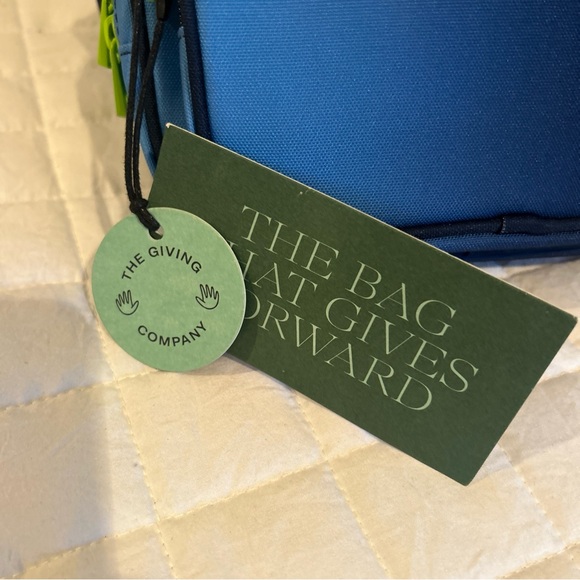 THE GIVING
COMPANY
THE BAG
HAT GIVES
ORWARD